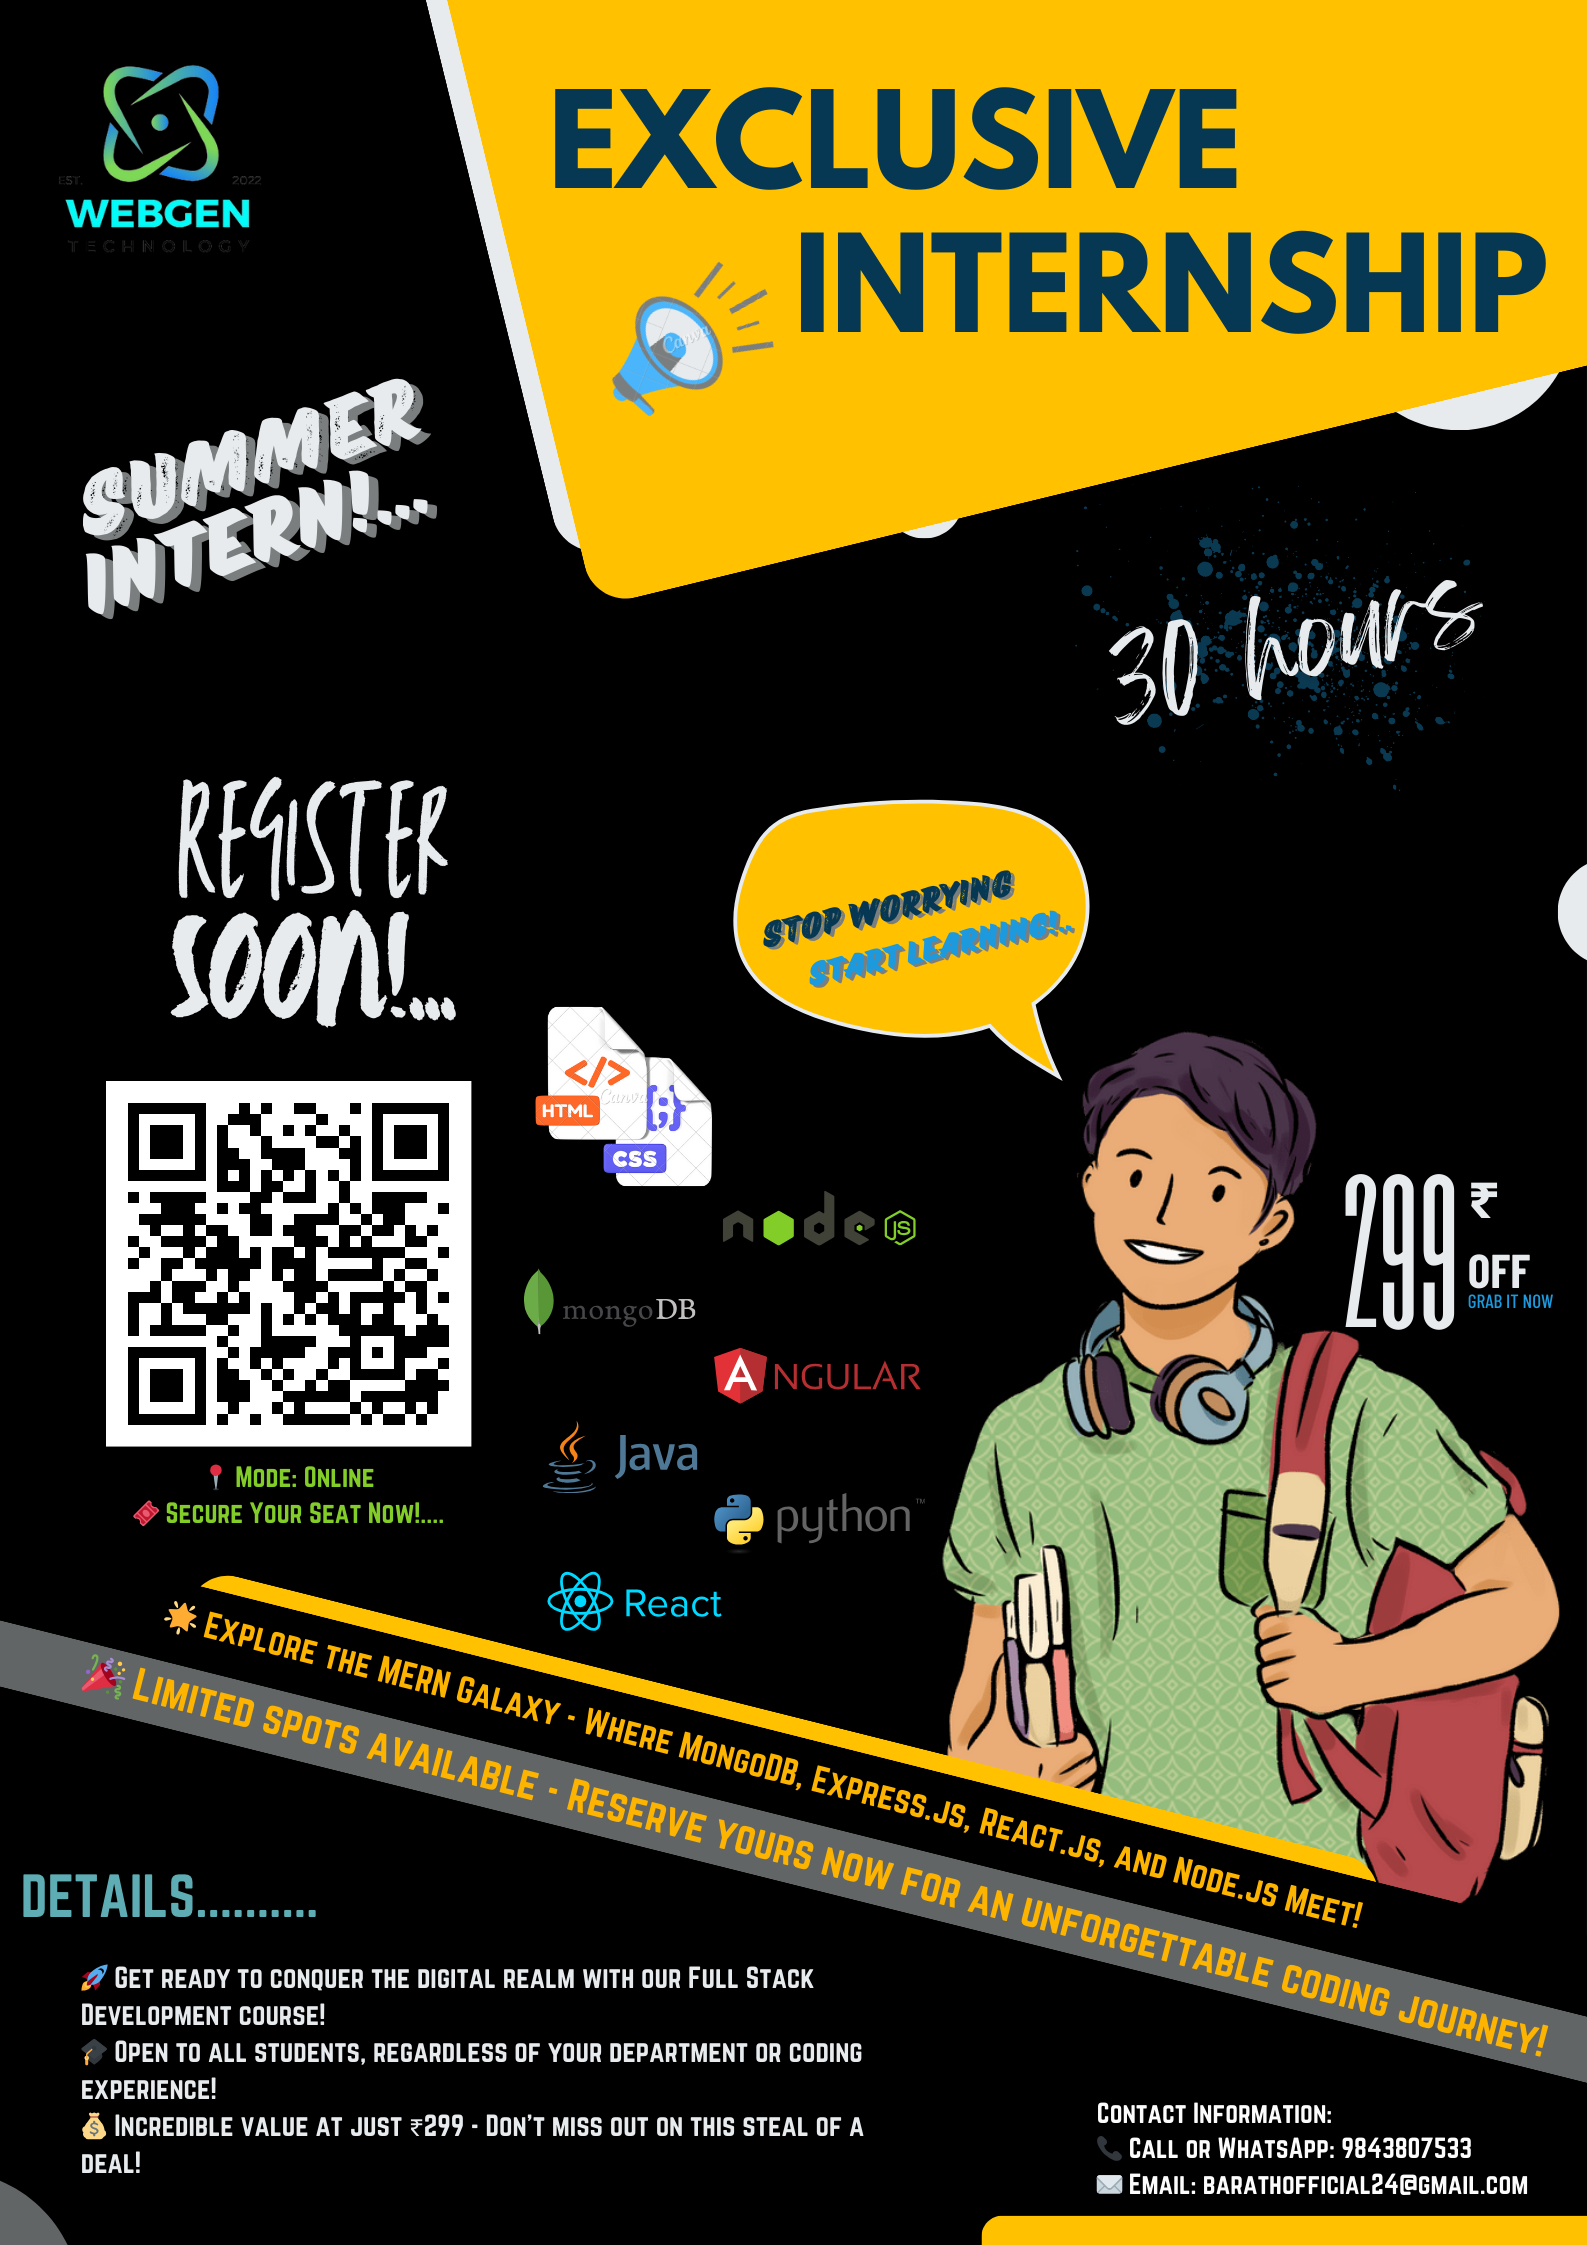 EXCLUSIVE
INTERNSHIP
EST. 2022
WEBGEN
TECHNOLOGY
Canva
SUMMER
INTERN!...
30 hours
REGISTER
SOON!...
STOP WORRYING
START LEARNING!..
</>
HTML
Canva
{;}
CSS
node JS
mongoDB
ANGULAR
Java
python™
React
299 ₹
OFF
GRAB IT NOW
📍 MODE: ONLINE
🎟 SECURE YOUR SEAT NOW!....
🌟 EXPLORE THE MERN GALAXY - WHERE MONGODB, EXPRESS.JS, REACT.JS, AND NODE.JS MEET!
🎉 LIMITED SPOTS AVAILABLE - RESERVE YOURS NOW FOR AN UNFORGETTABLE CODING JOURNEY!
DETAILS..........
🚀 GET READY TO CONQUER THE DIGITAL REALM WITH OUR FULL STACK
DEVELOPMENT COURSE!
🎓 OPEN TO ALL STUDENTS, REGARDLESS OF YOUR DEPARTMENT OR CODING
EXPERIENCE!
💰 INCREDIBLE VALUE AT JUST ₹299 - DON'T MISS OUT ON THIS STEAL OF A
DEAL!
CONTACT INFORMATION:
📞 CALL OR WHATSAPP: 9843807533
✉ EMAIL: BARATHOFFICIAL24@GMAIL.COM